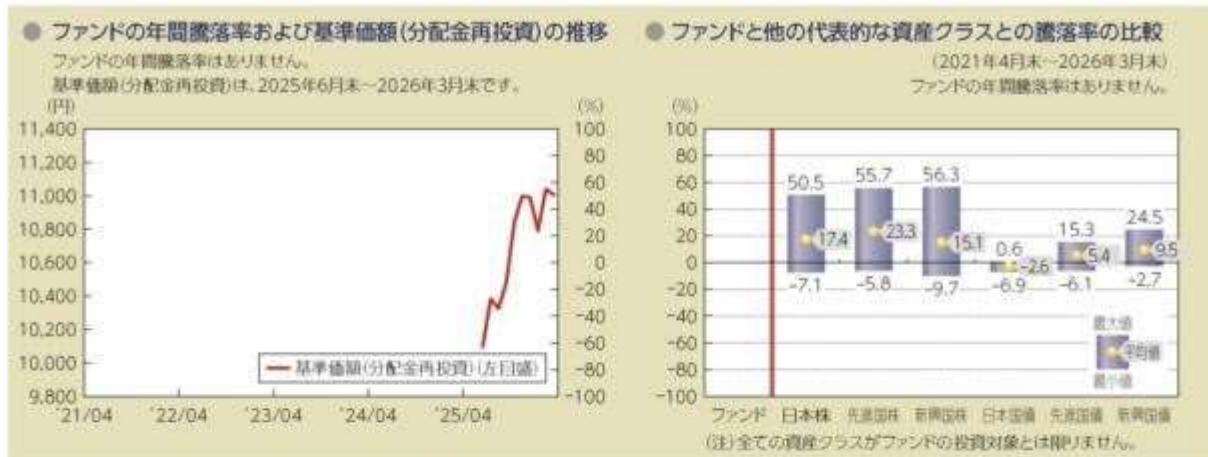 ● ファンドの年間騰落率および基準価額(分配金再投資)の推移
ファンドの年間騰落率はありません。
基準価額(分配金再投資)は、2025年6月末~2026年3月末です。
(円)
(%)
11,400
11,200
11,000
10,800
10,600
10,400
10,200
10,000
9,800
100
80
60
40
20
0
-20
-40
-60
-80
-100
基準価額(分配金再投資)(左目盛)
'21/04 '22/04 '23/04 '24/04 '25/04
● ファンドと他の代表的な資産クラスとの騰落率の比較
(2021年4月末~2026年3月末)
ファンドの年間騰落率はありません。
(%)
100
80
60
40
20
0
-20
-40
-60
-80
-100
50.5 55.7 56.3 0.6 15.3 24.5
17.4 23.3 15.1 -2.6 5.4 9.5
-7.1 -5.8 -9.7 -6.9 -6.1 -2.7
最大値
平均値
最小値
ファンド 日本株 先進国株 新興国株 日本国債 先進国債 新興国債
(注)全ての資産クラスがファンドの投資対象とは限りません。